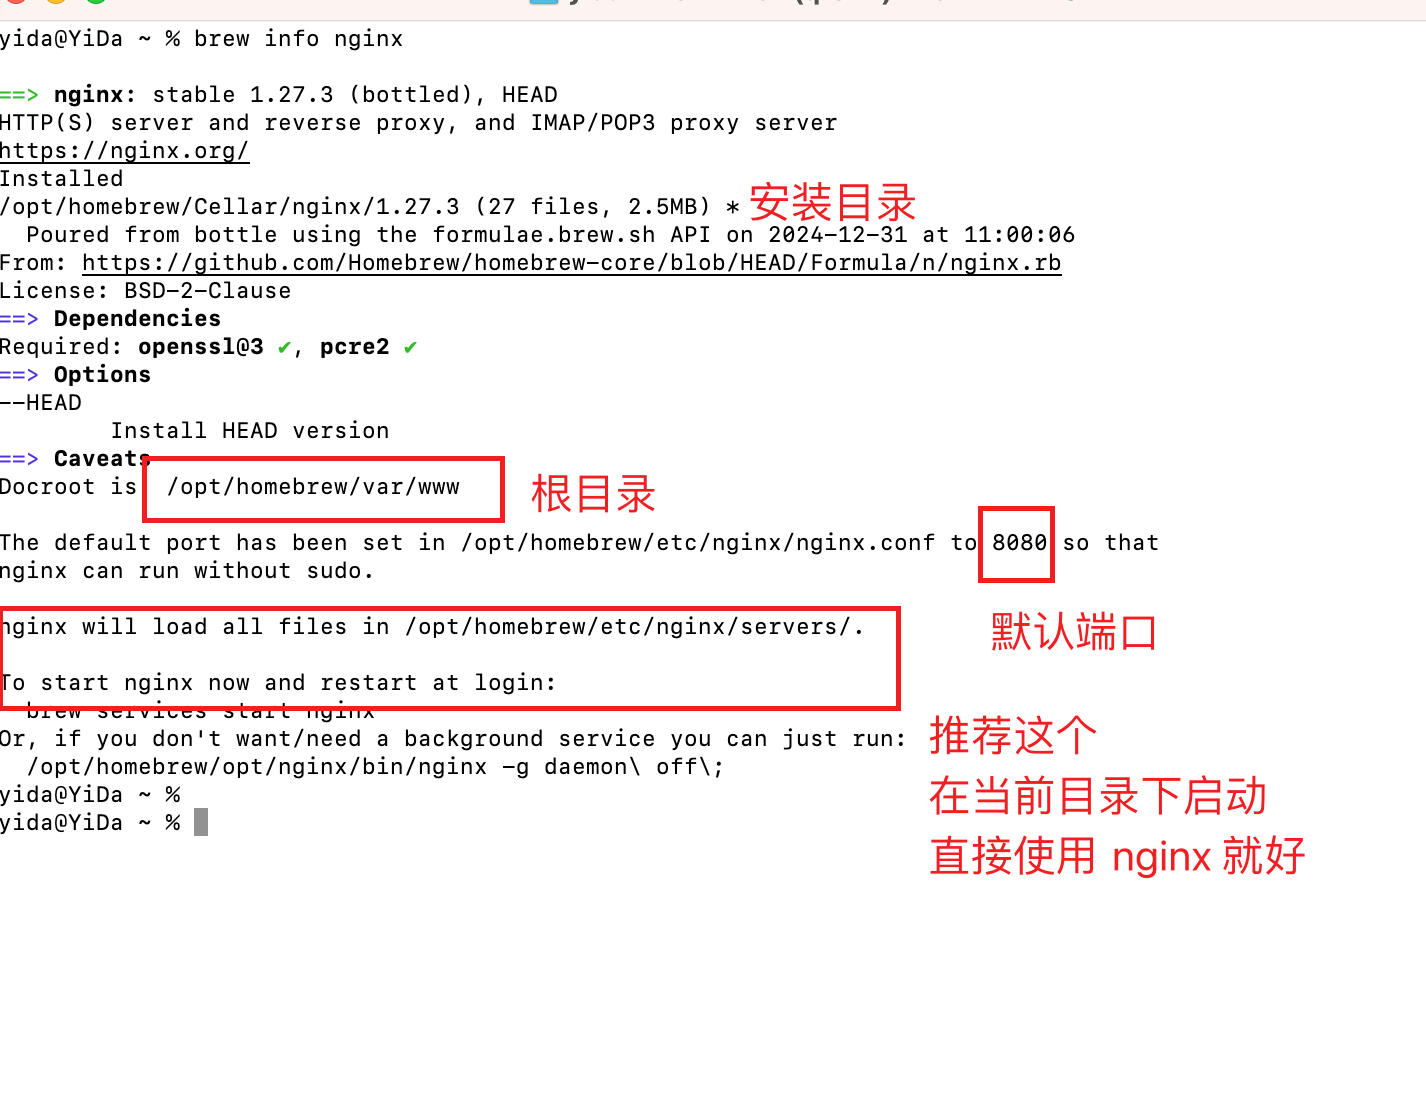 yida@YiDa ~ % brew info nginx
==> nginx: stable 1.27.3 (bottled), HEAD
HTTP(S) server and reverse proxy, and IMAP/POP3 proxy server
https://nginx.org/
Installed
/opt/homebrew/Cellar/nginx/1.27.3 (27 files, 2.5MB) * 安装目录
  Poured from bottle using the formulae.brew.sh API on 2024-12-31 at 11:00:06
From: https://github.com/Homebrew/homebrew-core/blob/HEAD/Formula/n/nginx.rb
License: BSD-2-Clause
==> Dependencies
Required: openssl@3 ✔, pcre2 ✔
==> Options
--HEAD
        Install HEAD version
==> Caveats
Docroot is /opt/homebrew/var/www 根目录
The default port has been set in /opt/homebrew/etc/nginx/nginx.conf to 8080 so that
nginx can run without sudo.
nginx will load all files in /opt/homebrew/etc/nginx/servers/.
默认端口
To start nginx now and restart at login:
  brew services start nginx
Or, if you don't want/need a background service you can just run: 推荐这个
  /opt/homebrew/opt/nginx/bin/nginx -g daemon\ off\;
yida@YiDa ~ % 在当前目录下启动
yida@YiDa ~ %
直接使用 nginx 就好